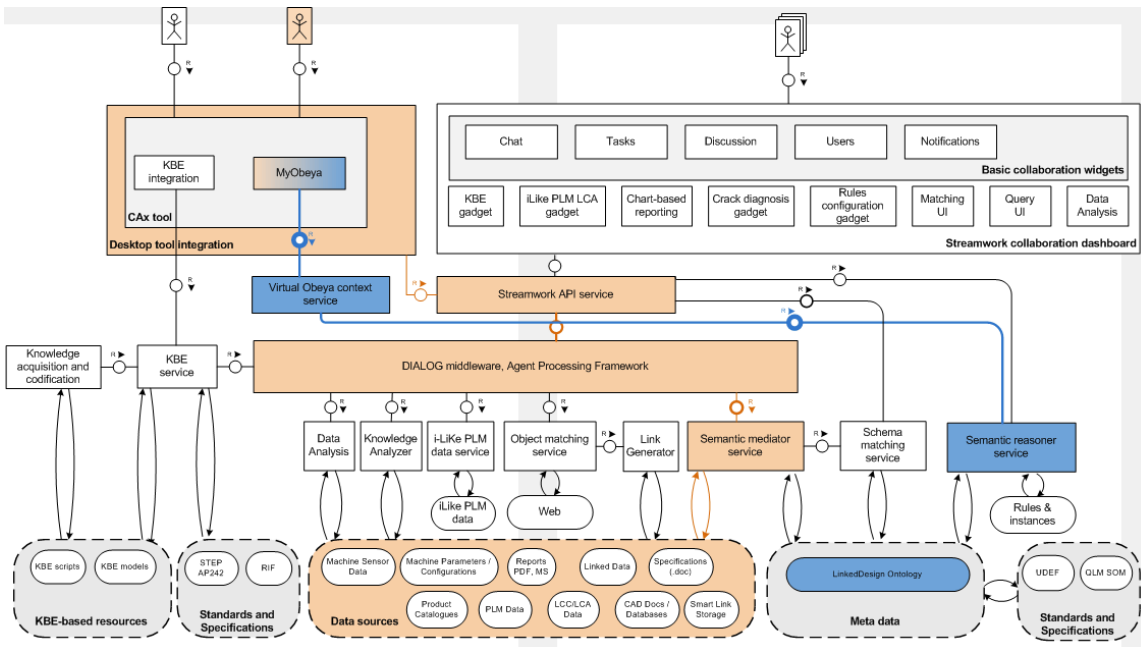 R
R
R
Chat
Tasks
Discussion
Users
Notifications
Basic collaboration widgets
KBE
integration
MyObeya
CAx tool
Desktop tool integration
KBE
gadget
iLike PLM LCA
gadget
Chart-based
reporting
Crack diagnosis
gadget
Rules
configuration
gadget
Matching
UI
Query
UI
Data
Analysis
Streamwork collaboration dashboard
R
R
R
R
R
Virtual Obeya context
service
Streamwork API service
Knowledge
acquisition and
codification
R
KBE
service
R
DIALOG middleware, Agent Processing Framework
R
R
R
R
R
Data
Analysis
Knowledge
Analyzer
i-LiKe PLM
data service
Object matching
service
R
Link
Generator
Semantic mediator
service
R
Schema
matching
service
Semantic reasoner
service
iLike PLM
data
Web
Rules &
instances
KBE scripts
KBE models
KBE-based resources
STEP
AP242
RIF
Standards and
Specifications
Machine Sensor
Data
Machine Parameters /
Configurations
Reports
PDF, MS
Linked Data
Specifications
(.doc)
Product
Catalogues
PLM Data
LCC/LCA
Data
CAD Docs /
Databases
Smart Link
Storage
Data sources
LinkedDesign Ontology
Meta data
UDEF
QLM SOM
Standards and
Specifications